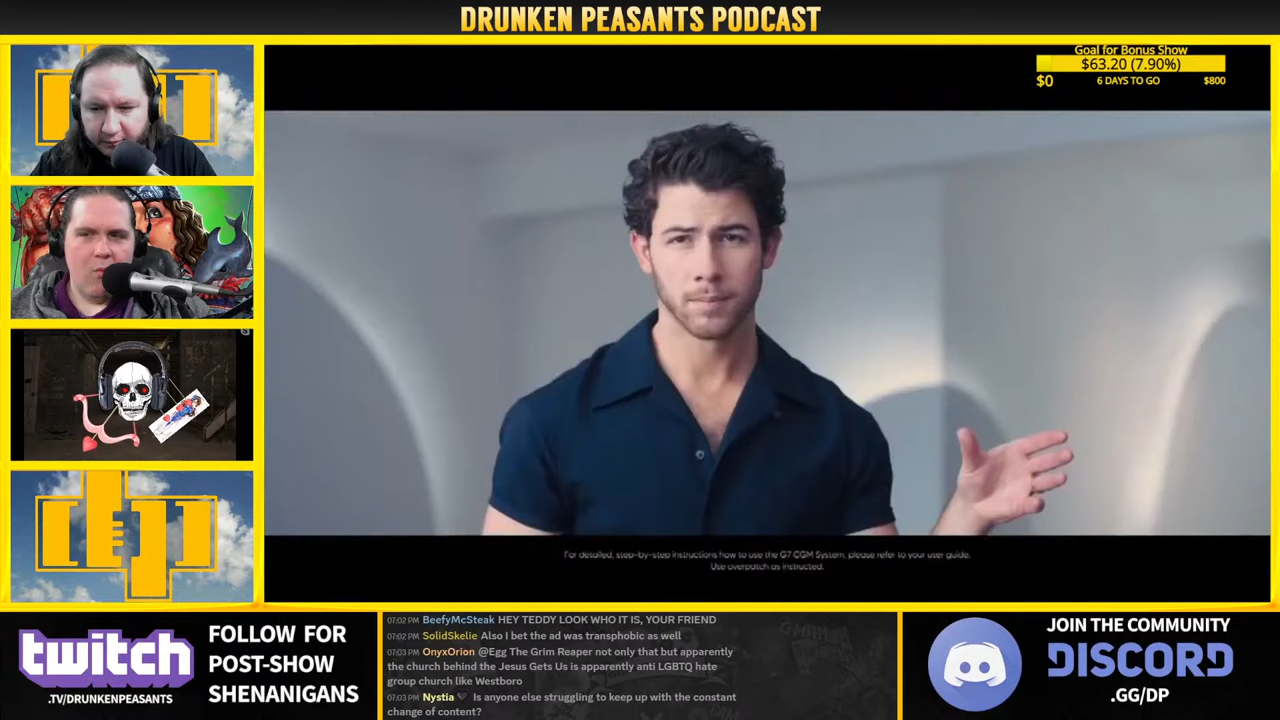 DRUNKEN PEASANTS PODCAST
Goal for Bonus Show
$63.20 (7.90%)
$0
6 DAYS TO GO
$800
For detailed, step-by-step instructions how to use the G7 CGM System, please refer to your user guide.
Use overpatch as instructed.
twitch
.TV/DRUNKENPEASANTS
FOLLOW FOR
POST-SHOW
SHENANIGANS
07:02 PM BeefyMcSteak HEY TEDDY LOOK WHO IT IS, YOUR FRIEND
07:02 PM SolidSkelie Also I bet the ad was transphobic as well
07:03 PM OnyxOrion @Egg The Grim Reaper not only that but apparently
the church behind the Jesus Gets Us is apparently anti LGBTQ hate
group church like Westboro
07:03 PM Nystia Is anyone else struggling to keep up with the constant
change of content?
JOIN THE COMMUNITY
DISCORD
.GG/DP